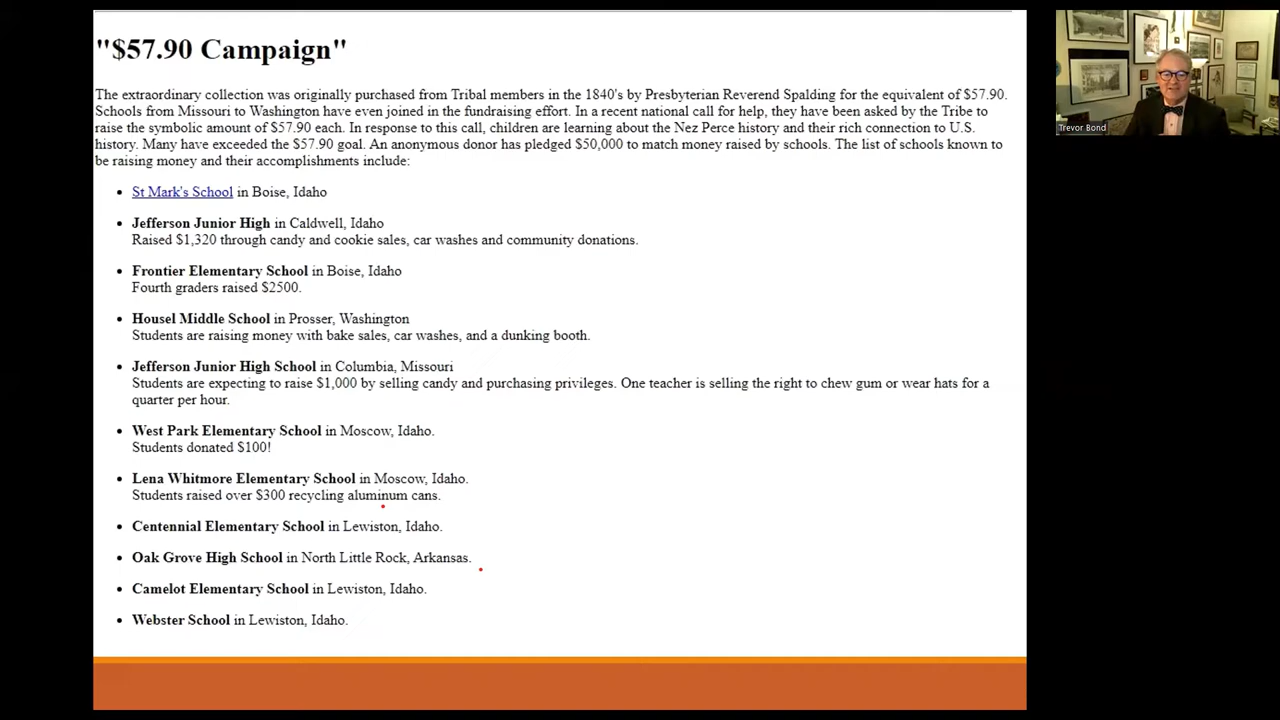 "$57.90 Campaign"
The extraordinary collection was originally purchased from Tribal members in the 1840's by Presbyterian Reverend Spalding for the equivalent of $57.90.
Schools from Missouri to Washington have even joined in the fundraising effort. In a recent national call for help, they have been asked by the Tribe to
raise the symbolic amount of $57.90 each. In response to this call, children are learning about the Nez Perce history and their rich connection to U.S.
history. Many have exceeded the $57.90 goal. An anonymous donor has pledged $50,000 to match money raised by schools. The list of schools known to
be raising money and their accomplishments include:
• St Mark's School in Boise, Idaho
• Jefferson Junior High in Caldwell, Idaho
Raised $1,320 through candy and cookie sales, car washes and community donations.
• Frontier Elementary School in Boise, Idaho
Fourth graders raised $2500.
• Housel Middle School in Prosser, Washington
Students are raising money with bake sales, car washes, and a dunking booth.
• Jefferson Junior High School in Columbia, Missouri
Students are expecting to raise $1,000 by selling candy and purchasing privileges. One teacher is selling the right to chew gum or wear hats for a
quarter per hour.
• West Park Elementary School in Moscow, Idaho.
Students donated $100!
• Lena Whitmore Elementary School in Moscow, Idaho.
Students raised over $300 recycling aluminum cans.
• Centennial Elementary School in Lewiston, Idaho.
• Oak Grove High School in North Little Rock, Arkansas.
• Camelot Elementary School in Lewiston, Idaho.
• Webster School in Lewiston, Idaho.
Trevor Bond